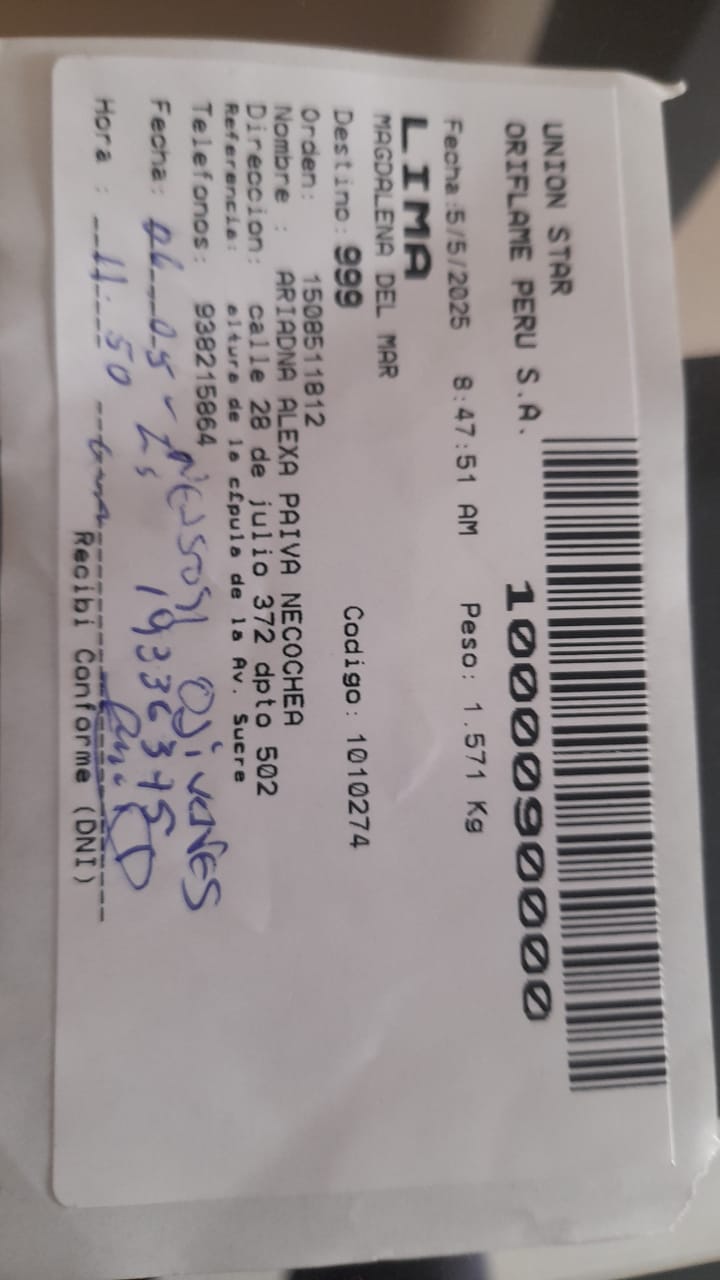 UNION STAR
ORIFLAME PERU S.A. 10000090000
Fecha:5/5/2025 8:47:51 AM Peso: 1.571 Kg
LIMA
MAGDALENA DEL MAR
Destino: 999 Codigo: 1010274
Orden: 1508511812
Nombre : ARIADNA ALEXA PAIVA NECOCHEA
Direccion: calle 28 de julio 372 dpto 502
Referencia: altura de la cípula de la Av. Sucre
Telefonos: 938215864
Fecha: 06-05-25 19336375
Hora : 11.50
Recibi Conforme (DNI)